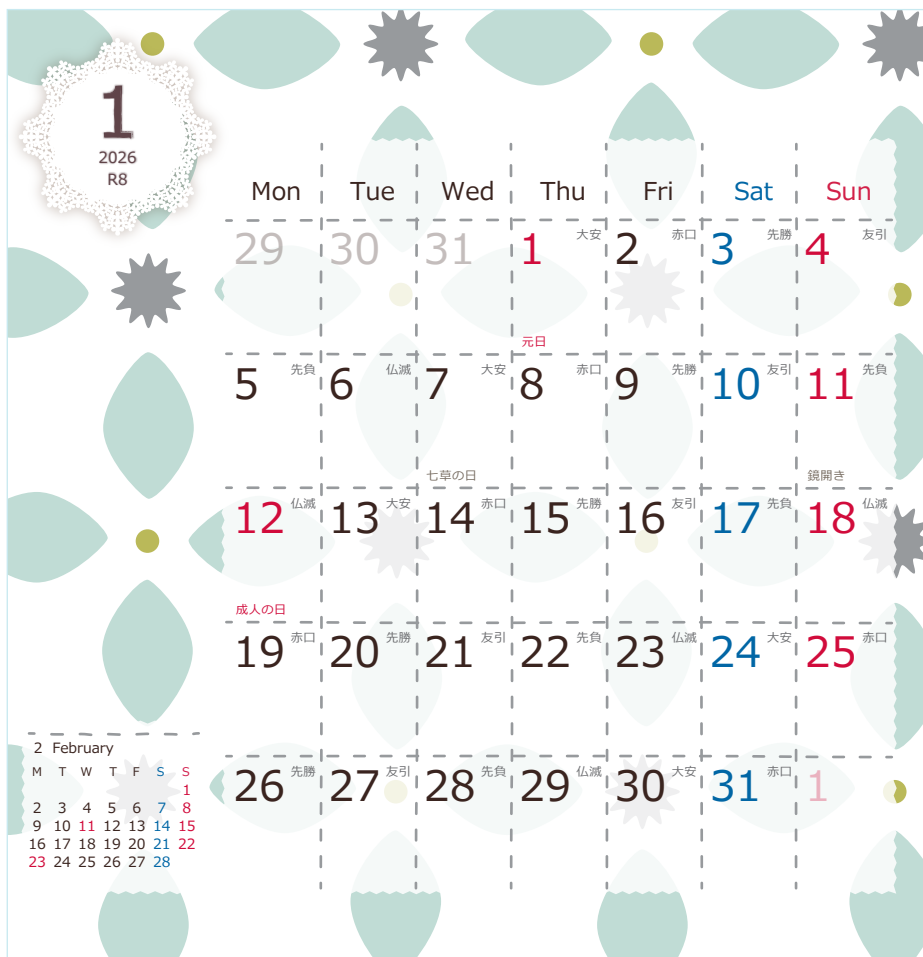 1
2026
R8
Mon Tue Wed Thu Fri Sat Sun
29 30 31 1 大安 2 赤口 3 先勝 4 友引
元日
5 先負 6 仏滅 7 大安 8 赤口 9 先勝 10 友引 11 先負
七草の日 鏡開き
12 仏滅 13 大安 14 赤口 15 先勝 16 友引 17 先負 18 仏滅
成人の日
19 赤口 20 先勝 21 友引 22 先負 23 仏滅 24 大安 25 赤口
26 先勝 27 友引 28 先負 29 仏滅 30 大安 31 赤口 1
2 February
M T W T F S S
1
2 3 4 5 6 7 8
9 10 11 12 13 14 15
16 17 18 19 20 21 22
23 24 25 26 27 28